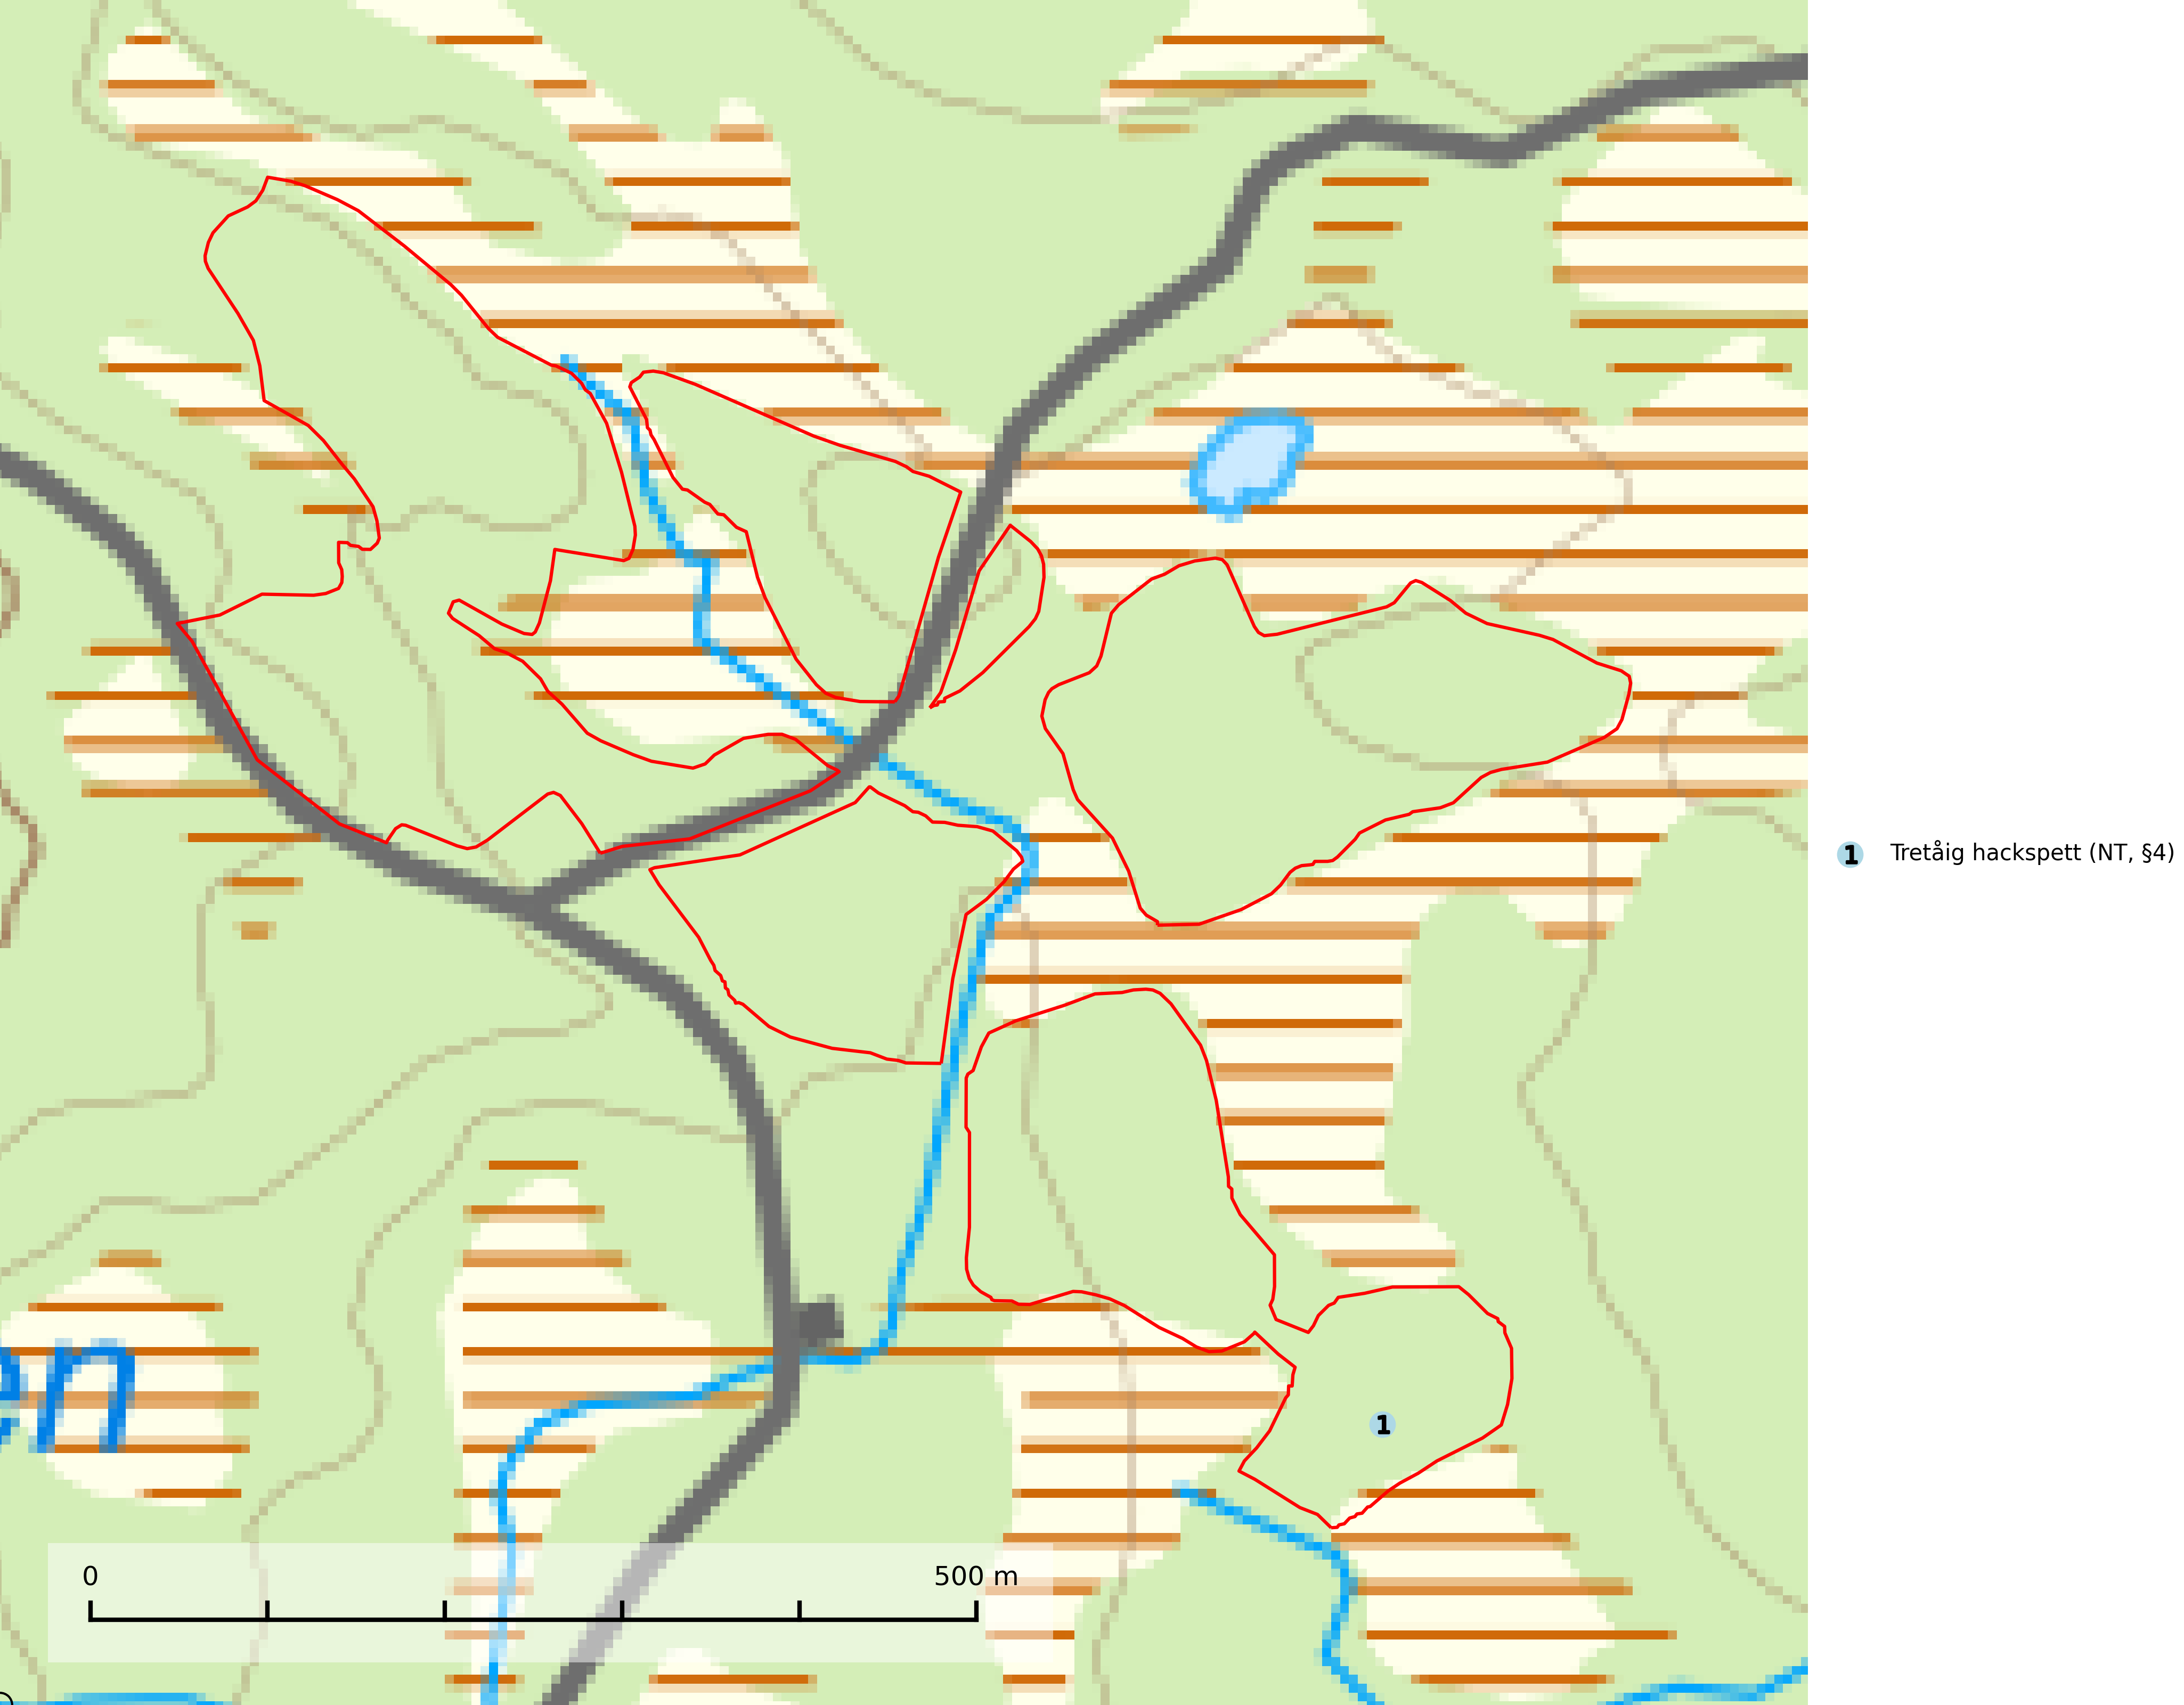 1 Tretåig hackspett (NT, §4)
n
1
0 500 m